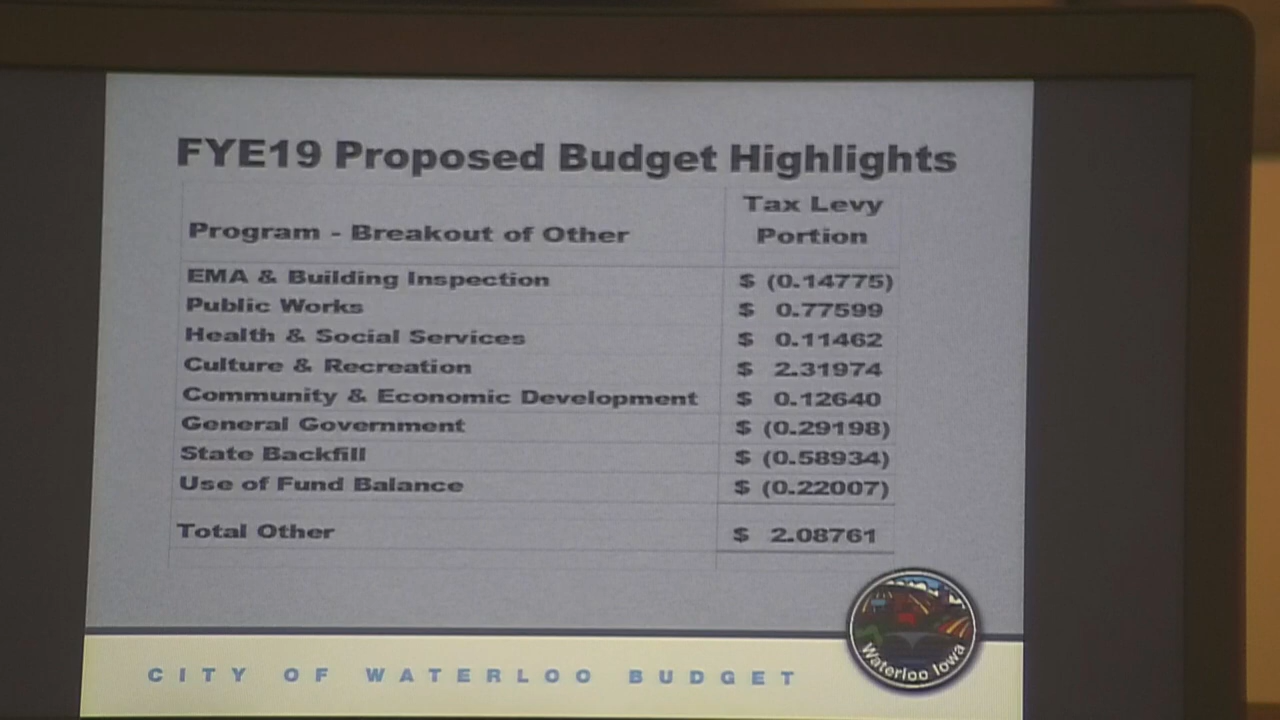 FYE19 Proposed Budget Highlights
Program - Breakout of Other Tax Levy Portion
EMA & Building Inspection $ (0.14775)
Public Works $ 0.77599
Health & Social Services $ 0.11462
Culture & Recreation $ 2.31974
Community & Economic Development $ 0.12640
General Government $ (0.29198)
State Backfill $ (0.58934)
Use of Fund Balance $ (0.22007)
Total Other $ 2.08761
Waterloo Iowa
CITY OF WATERLOO BUDGET